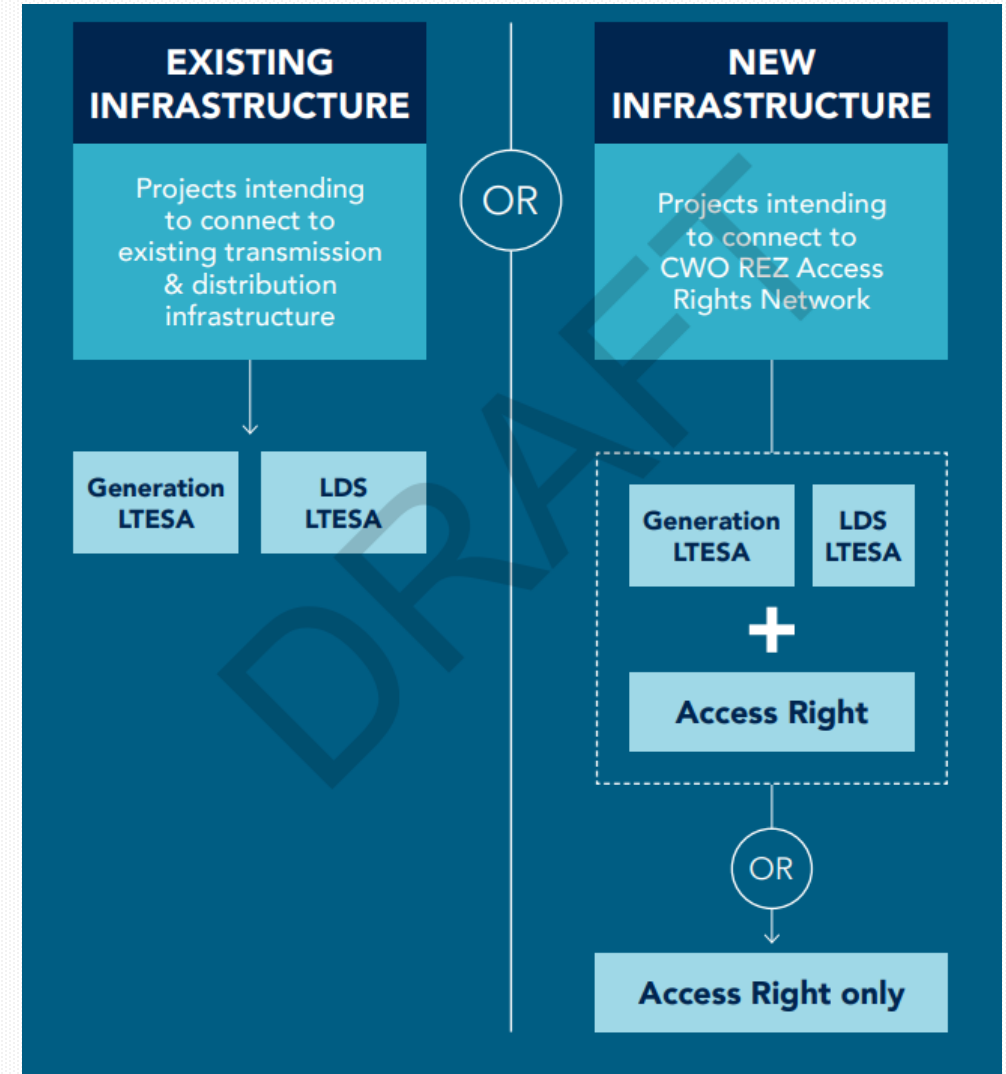 EXISTING
INFRASTRUCTURE
Projects intending
to connect to
existing transmission
& distribution
infrastructure
Generation
LTESA
LDS
LTESA
OR
NEW
INFRASTRUCTURE
Projects intending
to connect to
CWO REZ Access
Rights Network
Generation
LTESA
LDS
LTESA
+
Access Right
OR
Access Right only
DRAFT